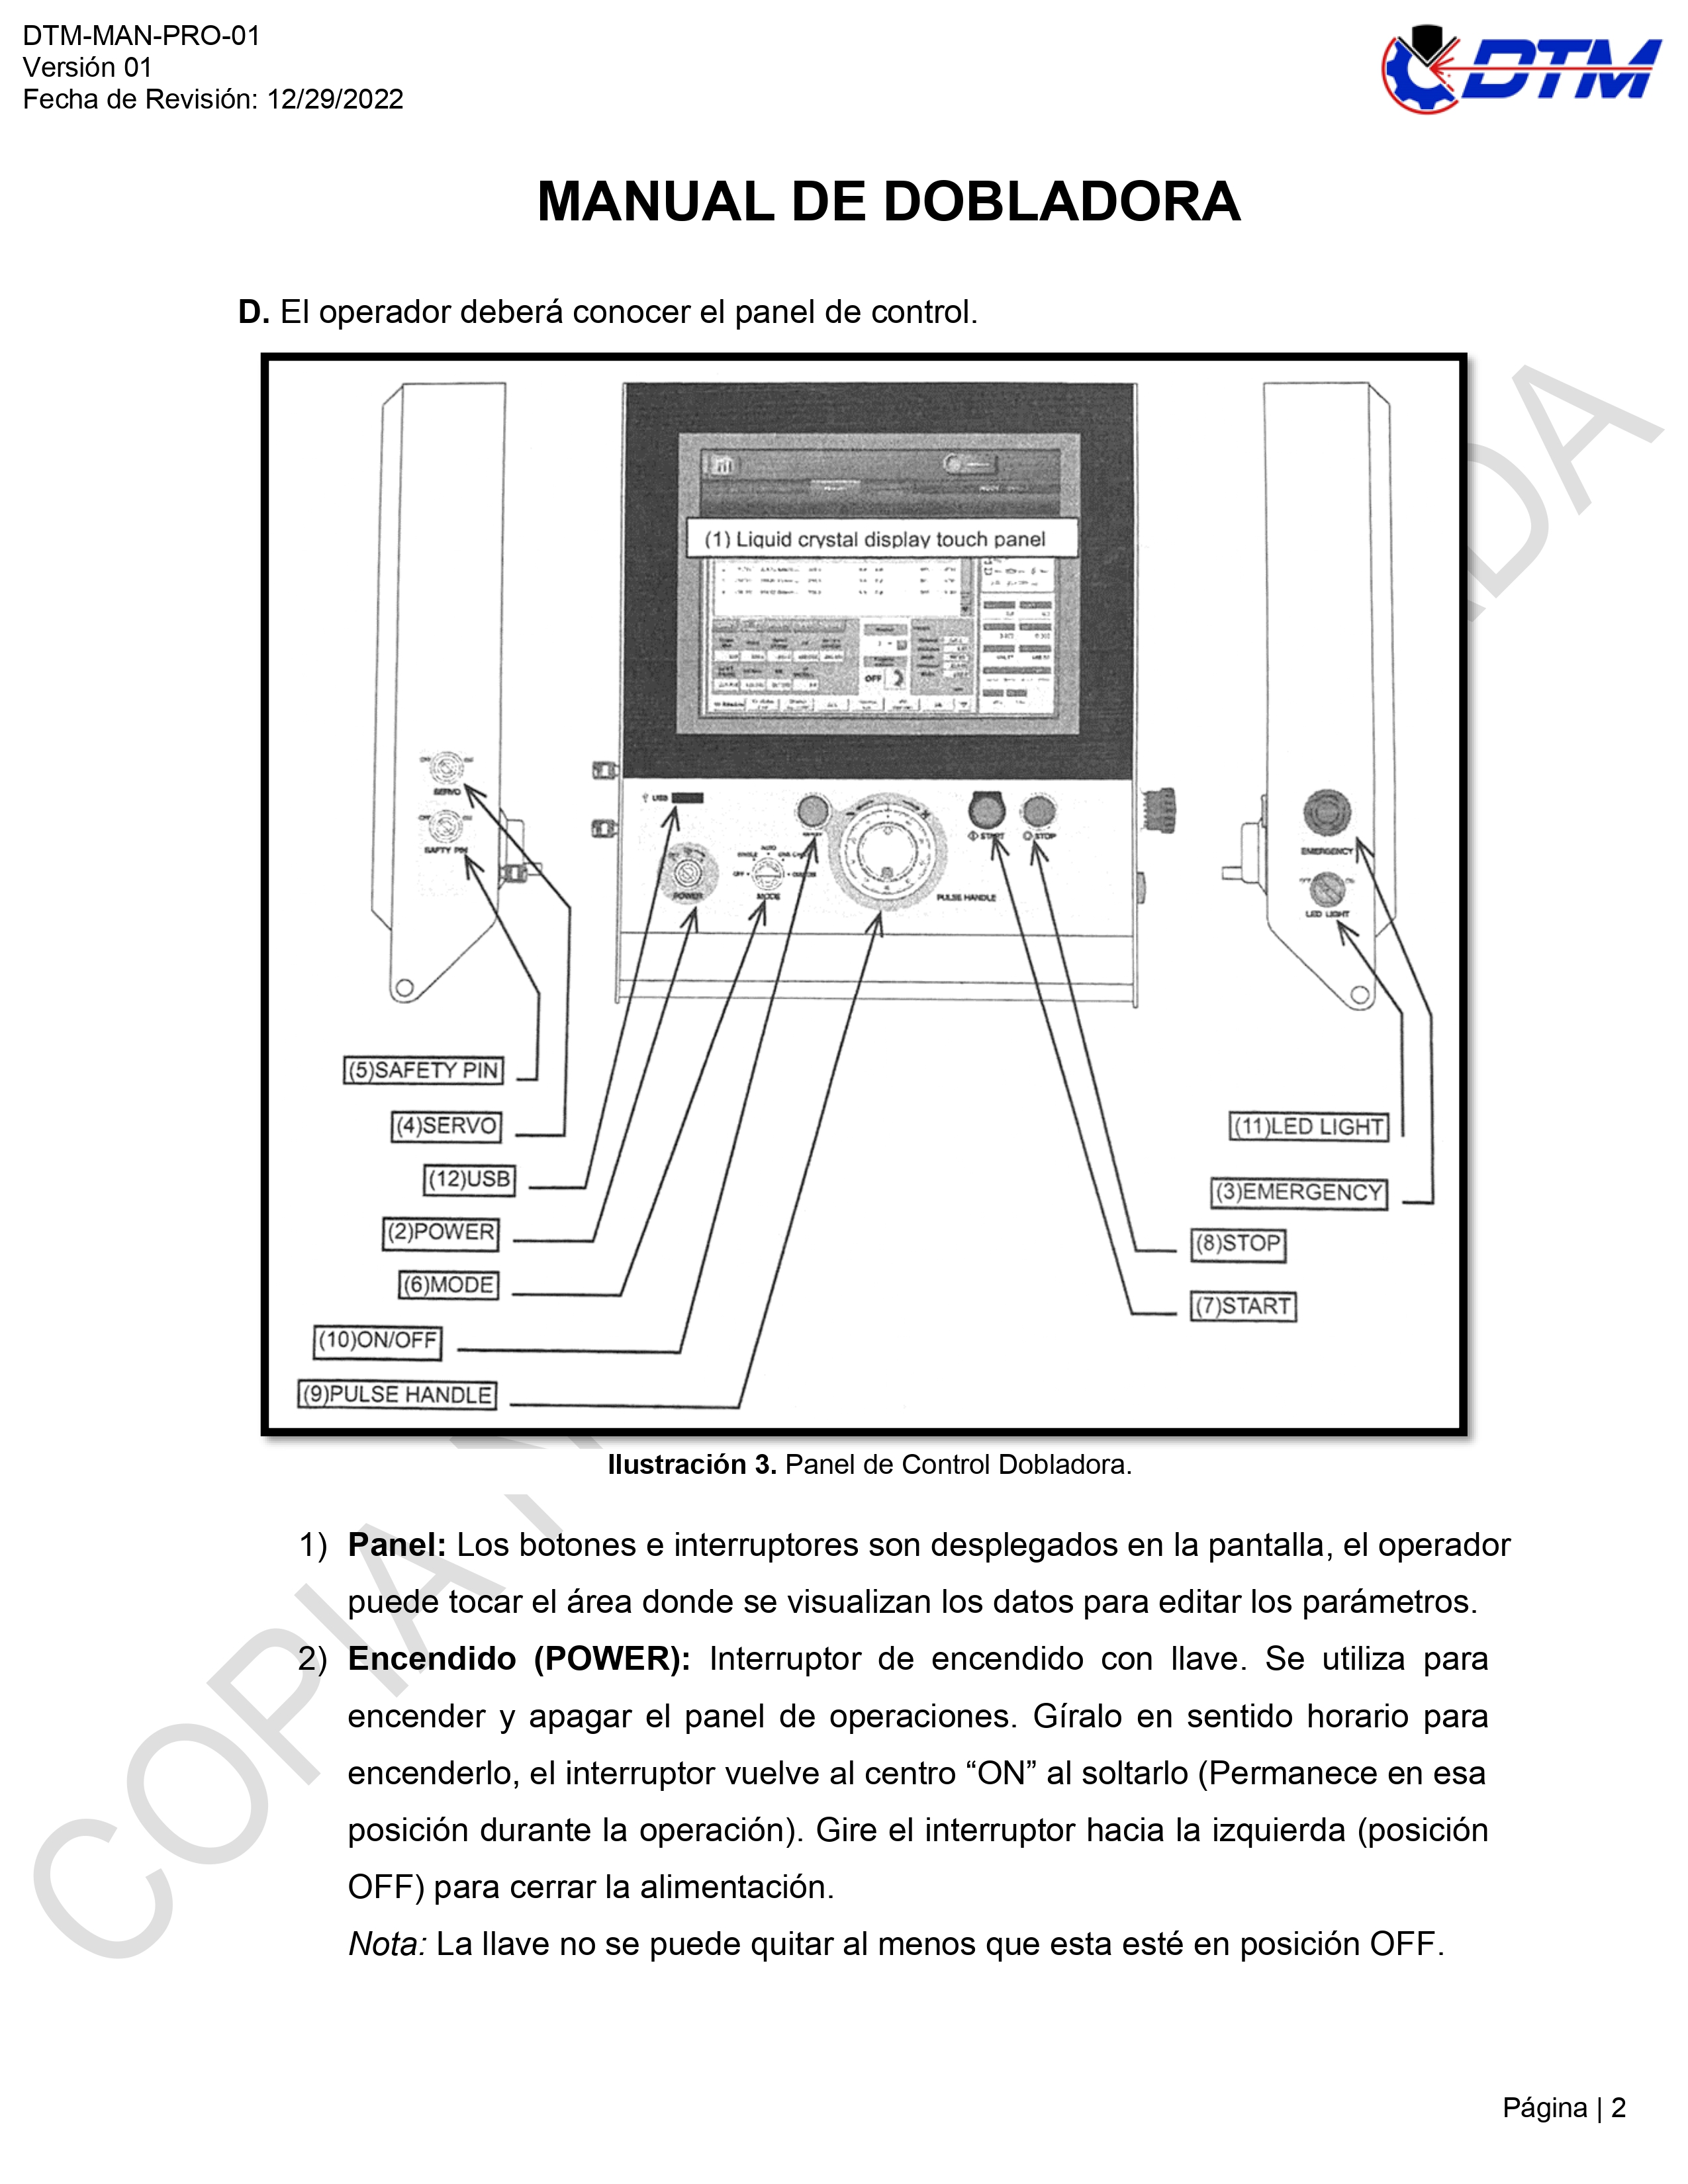 DTM-MAN-PRO-01
Versión 01
Fecha de Revisión: 12/29/2022
DTM
MANUAL DE DOBLADORA
D. El operador deberá conocer el panel de control.
(1) Liquid crystal display touch panel
OFF
SERVO
SAFTY PIN
USB
START
STOP
POWER
OFF
SINGLE
AUTO
MODE
PULSE HANDLE
EMERGENCY
LED LIGHT
(5)SAFETY PIN
(4)SERVO
(12)USB
(2)POWER
(6)MODE
(10)ON/OFF
(9)PULSE HANDLE
(11)LED LIGHT
(3)EMERGENCY
(8)STOP
(7)START
Ilustración 3. Panel de Control Dobladora.
1) Panel: Los botones e interruptores son desplegados en la pantalla, el operador
puede tocar el área donde se visualizan los datos para editar los parámetros.
2) Encendido (POWER): Interruptor de encendido con llave. Se utiliza para
encender y apagar el panel de operaciones. Gíralo en sentido horario para
encenderlo, el interruptor vuelve al centro “ON” al soltarlo (Permanece en esa
posición durante la operación). Gire el interruptor hacia la izquierda (posición
OFF) para cerrar la alimentación.
Nota: La llave no se puede quitar al menos que esta esté en posición OFF.
COPIA
Página | 2